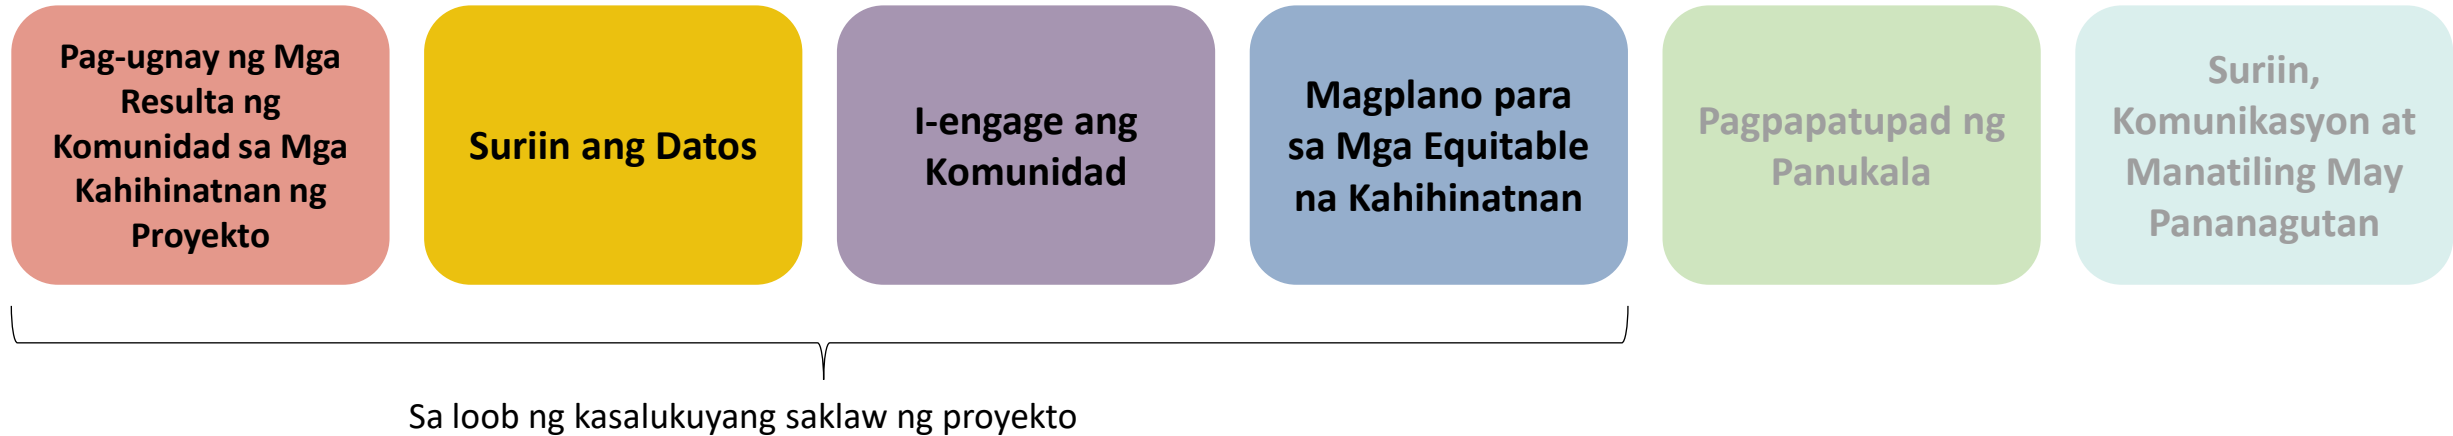 Pag-ugnay ng Mga
Resulta ng
Komunidad sa Mga
Kahihinatnan ng
Proyekto
Suriin ang Datos
I-engage ang
Komunidad
Magplano para
sa Mga Equitable
na Kahihinatnan
Pagpapatupad ng
Panukala
Suriin,
Komunikasyon at
Manatiling May
Pananagutan
Sa loob ng kasalukuyang saklaw ng proyekto